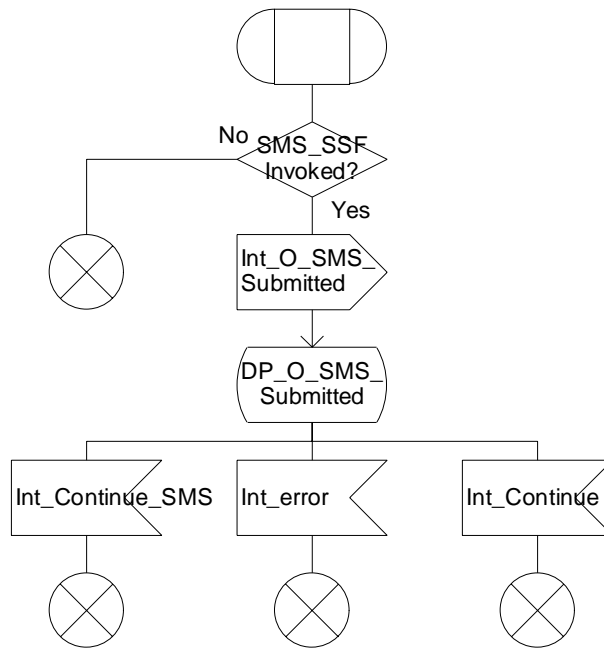 No
SMS_SSF
Invoked?
Yes
Int_O_SMS_
Submitted
DP_O_SMS_
Submitted
Int_Continue_SMS
Int_error
Int_Continue